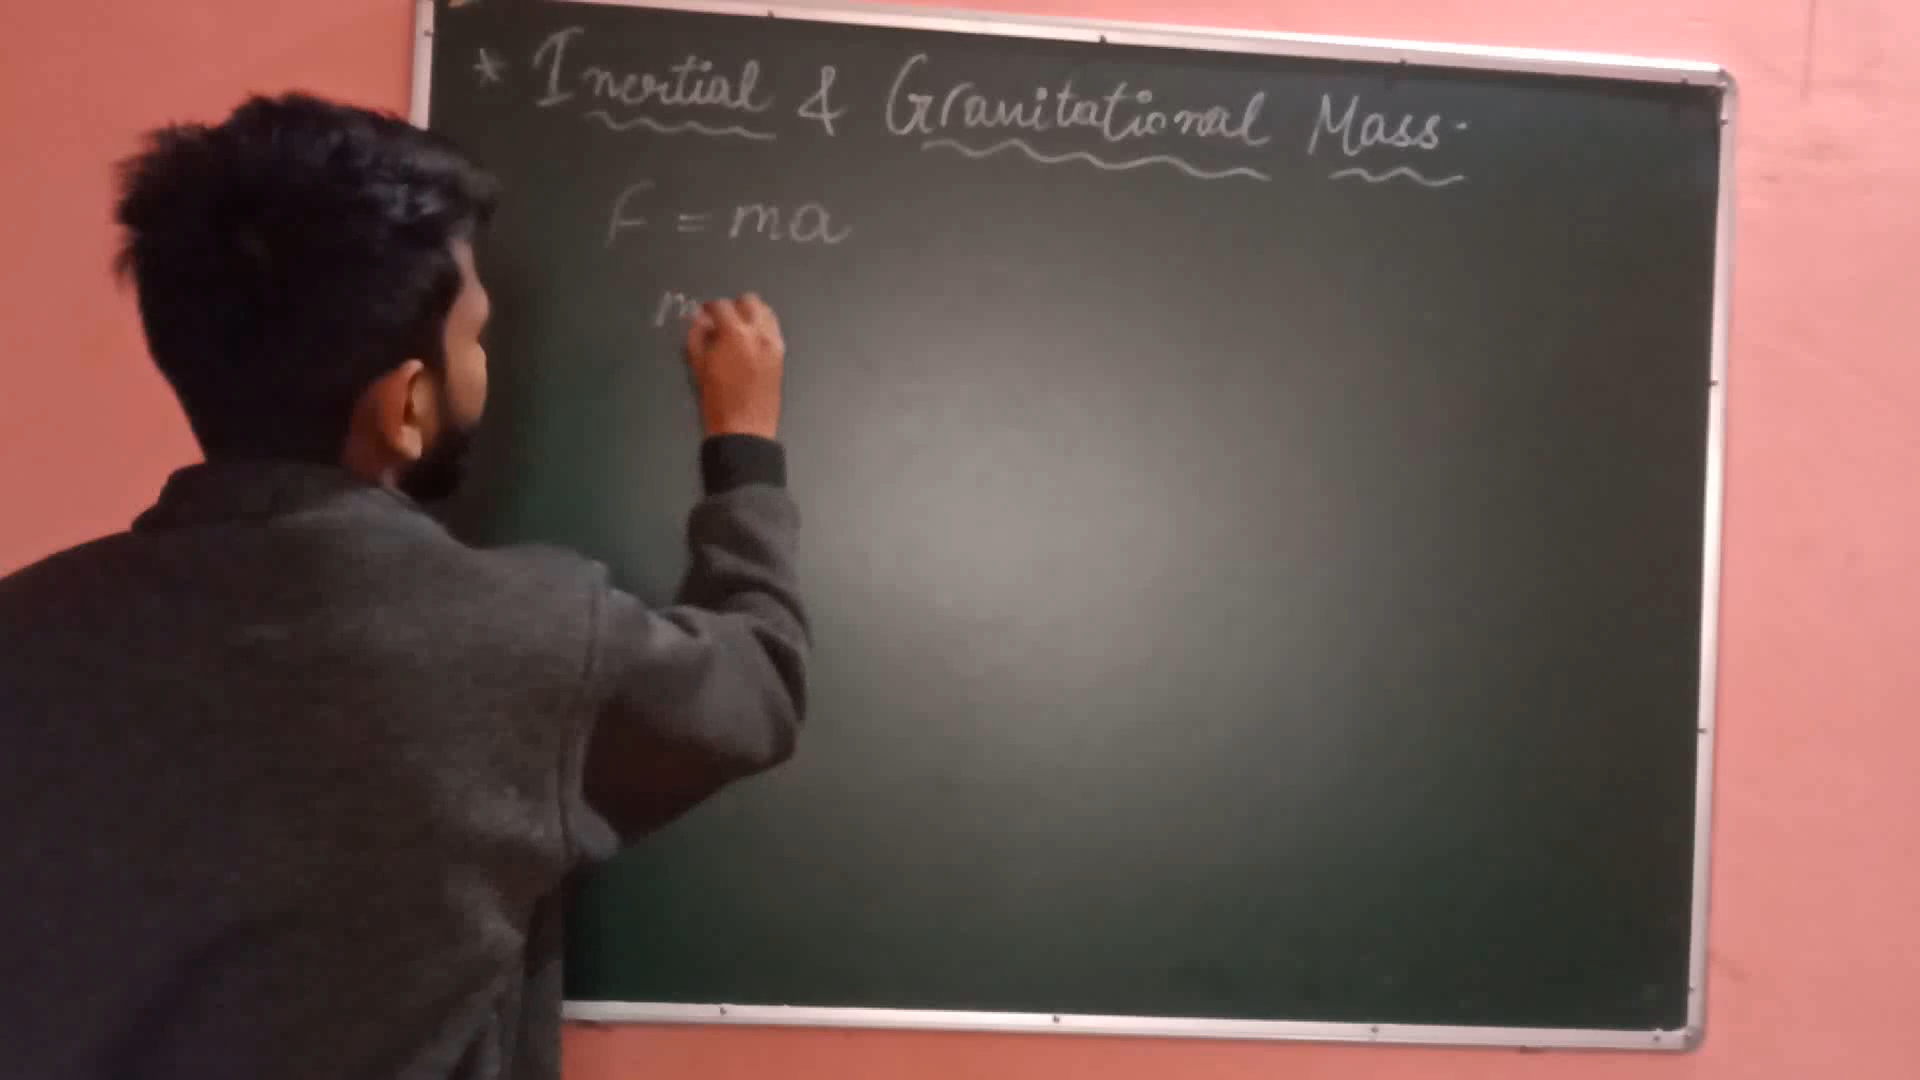 * Inertial & Gravitational Mass.
F = ma
m